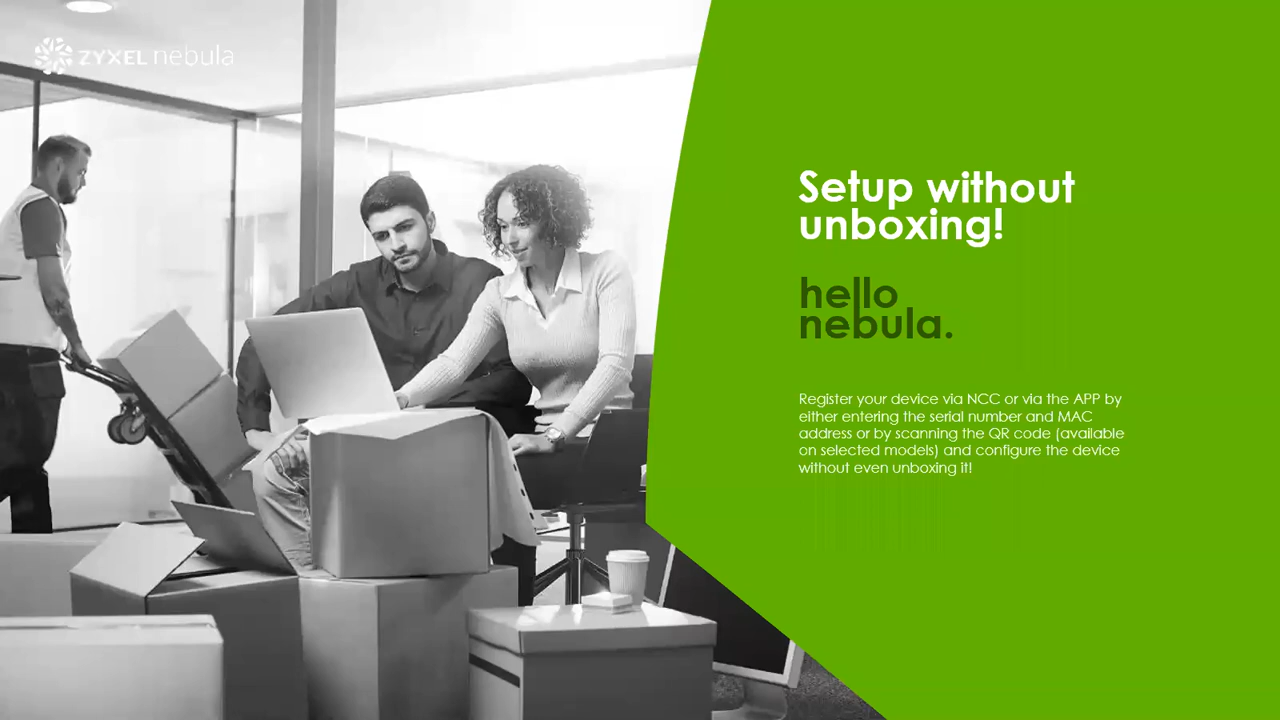 ZYXEL nebula
Setup without
unboxing!
hello
nebula.
Register your device via NCC or via the APP by
either entering the serial number and MAC
address or by scanning the QR code (available
on selected models) and configure the device
without even unboxing it!